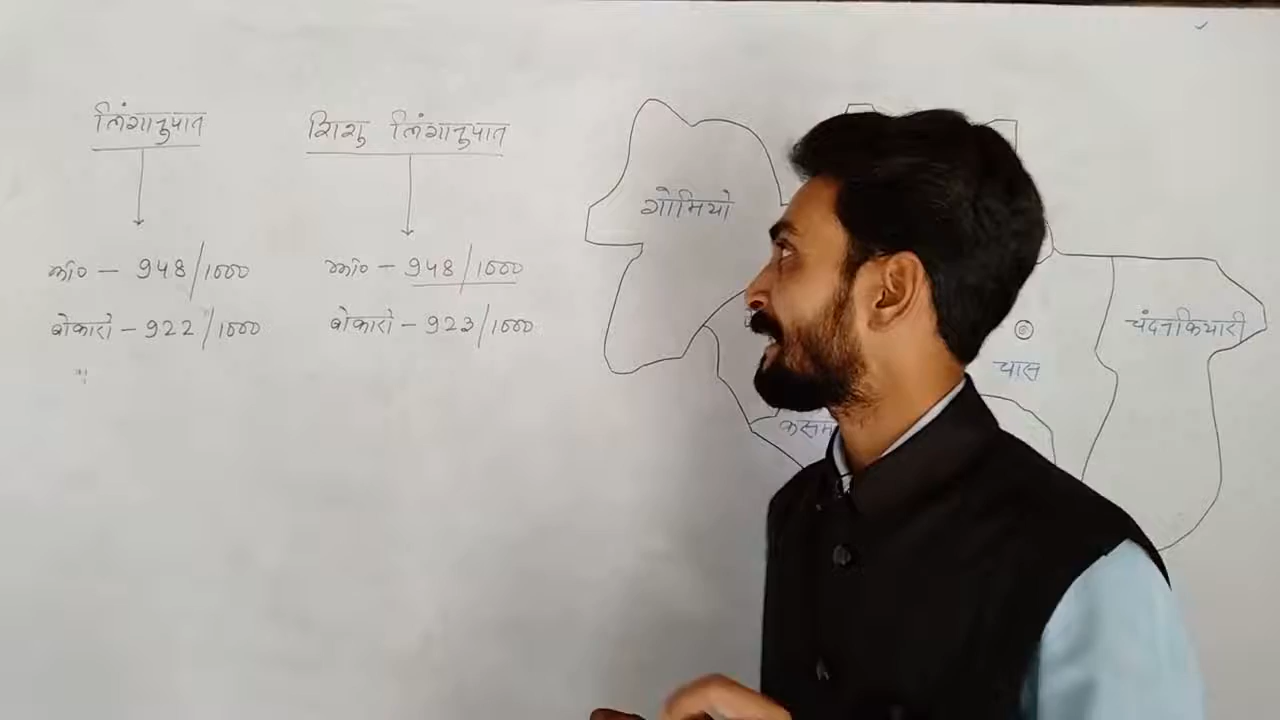 लिंगानुपात
शिशु लिंगानुपात
झा० – 948/1000
झा० – 948/1000
बोकारो – 922/1000
बोकारो – 923/1000
गोमियो
चंदनकियारी
चास
कसम